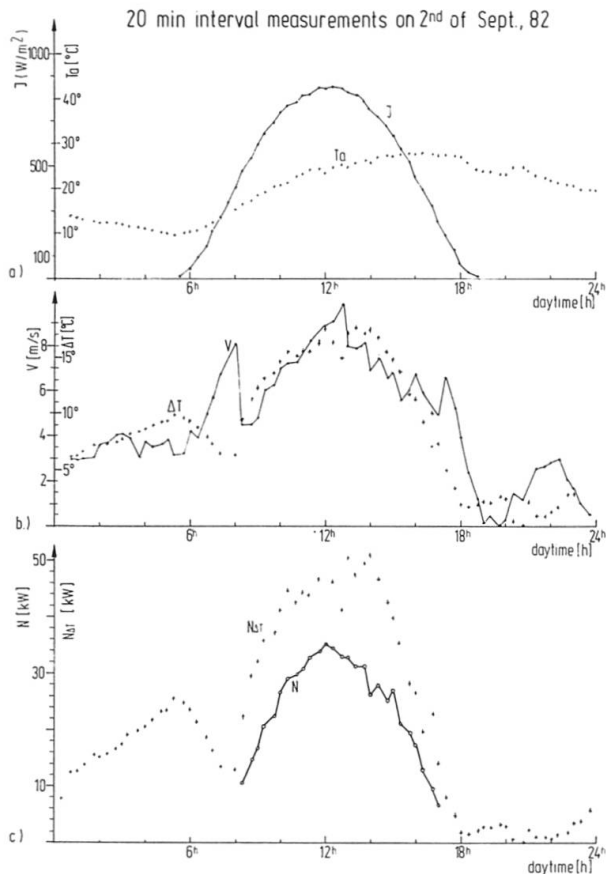 20 min interval measurements on 2nd of Sept., 82
J (W/m²)
Ta [°C]
1000
500
100
40°
30°
20°
10°
J
Ta
a)
6h
12h
18h
24h
daytime [h]
V [m/s]
ΔT [°C]
8
6
4
2
15°
10°
5°
V
ΔT
b.)
6h
12h
18h
24h
daytime [h]
N [kW]
NΔT [kW]
50
30
10
NΔT
N
c)
6h
12h
18h
24h
daytime [h]